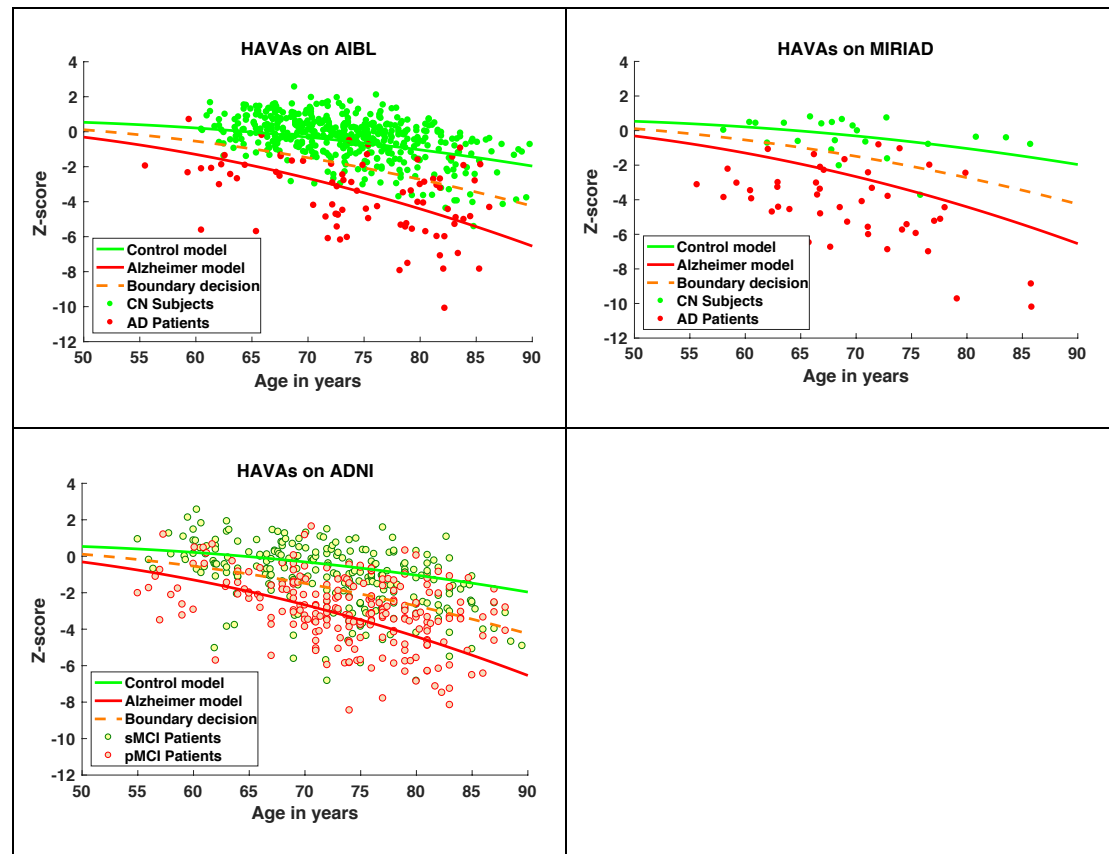 HAVAs on AIBL
4
2
0
-2
-4
-6
-8
-10
-12
Z-score
Control model
Alzheimer model
Boundary decision
CN Subjects
AD Patients
50 55 60 65 70 75 80 85 90
Age in years
HAVAs on MIRIAD
4
2
0
-2
-4
-6
-8
-10
-12
Z-score
Control model
Alzheimer model
Boundary decision
CN Subjects
AD Patients
50 55 60 65 70 75 80 85 90
Age in years
HAVAs on ADNI
4
2
0
-2
-4
-6
-8
-10
-12
Z-score
Control model
Alzheimer model
Boundary decision
sMCI Patients
pMCI Patients
50 55 60 65 70 75 80 85 90
Age in years